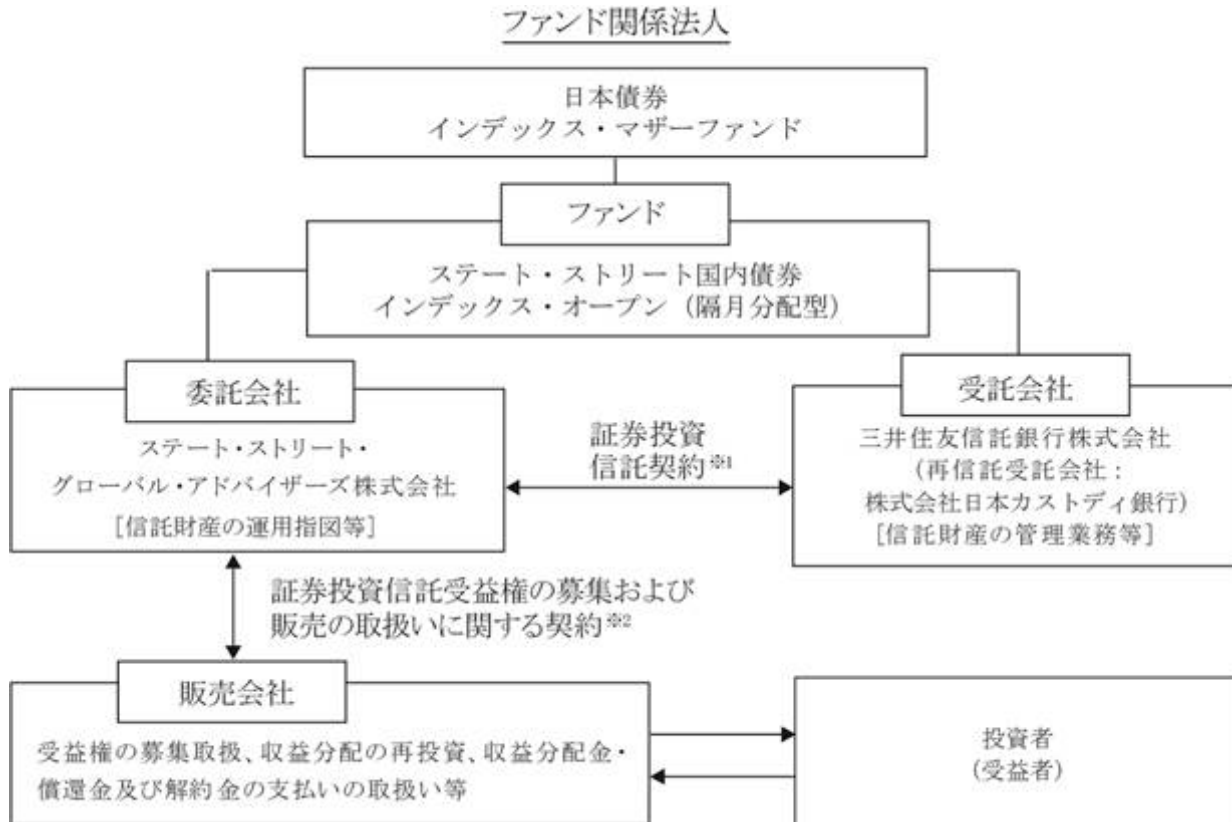 ファンド関係法人
日本債券
インデックス・マザーファンド
ファンド
ステート・ストリート国内債券
インデックス・オープン（隔月分配型）
委託会社
ステート・ストリート・
グローバル・アドバイザーズ株式会社
［信託財産の運用指図等］
証券投資
信託契約※1
受託会社
三井住友信託銀行株式会社
（再信託受託会社：
株式会社日本カストディ銀行）
［信託財産の管理業務等］
証券投資信託受益権の募集および
販売の取扱いに関する契約※2
販売会社
受益権の募集取扱、収益分配の再投資、収益分配金・
償還金及び解約金の支払いの取扱い等
投資者
（受益者）